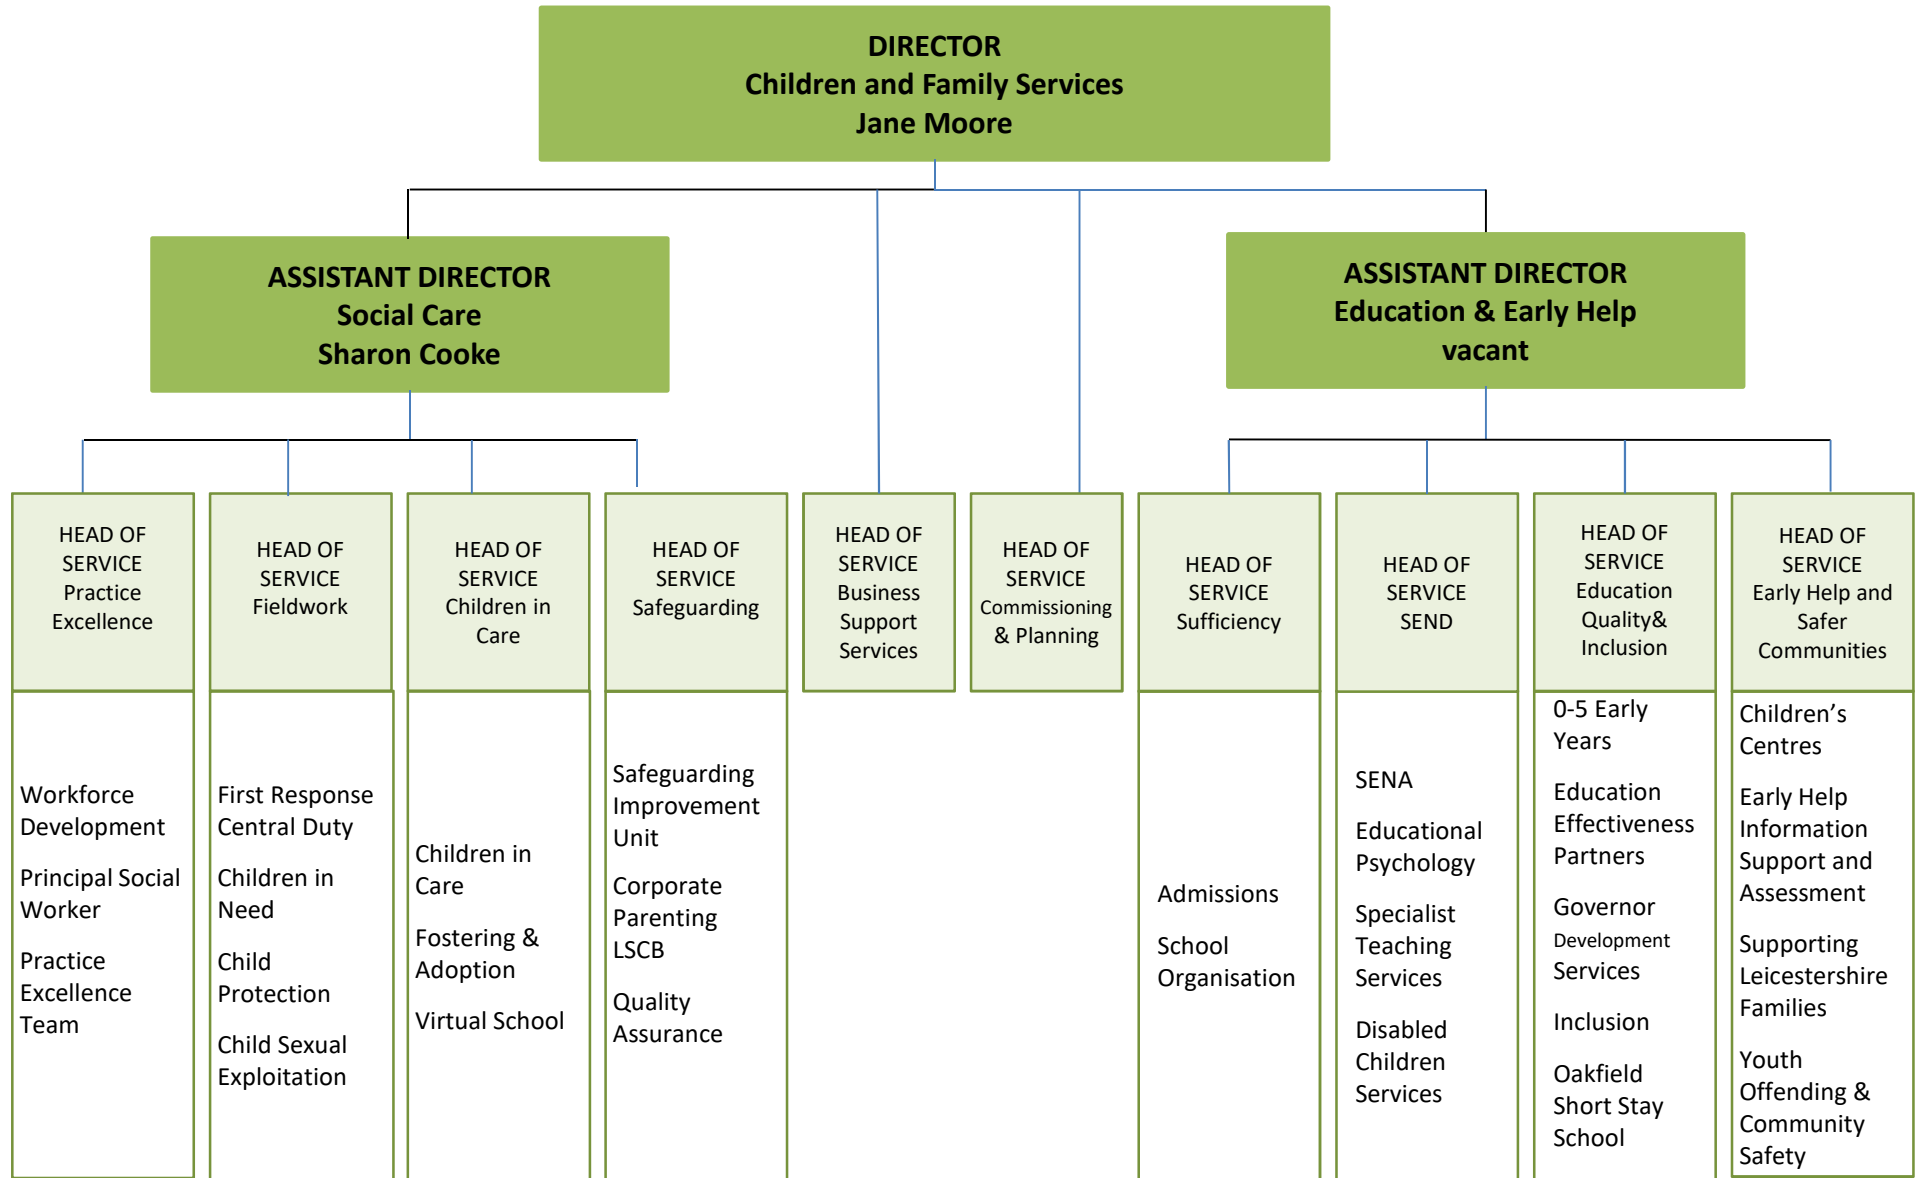 DIRECTOR
Children and Family Services
Jane Moore
ASSISTANT DIRECTOR
Social Care
Sharon Cooke
ASSISTANT DIRECTOR
Education & Early Help
vacant
HEAD OF
SERVICE
Practice
Excellence
HEAD OF
SERVICE
Fieldwork
HEAD OF
SERVICE
Children in
Care
HEAD OF
SERVICE
Safeguarding
HEAD OF
SERVICE
Business
Support
Services
HEAD OF
SERVICE
Commissioning
& Planning
HEAD OF
SERVICE
Sufficiency
HEAD OF
SERVICE
SEND
HEAD OF
SERVICE
Education
Quality&
Inclusion
HEAD OF
SERVICE
Early Help and
Safer
Communities
Workforce
Development
Principal Social
Worker
Practice
Excellence
Team
First Response
Central Duty
Children in
Need
Child
Protection
Child Sexual
Exploitation
Children in
Care
Fostering &
Adoption
Virtual School
Safeguarding
Improvement
Unit
Corporate
Parenting
LSCB
Quality
Assurance
Admissions
School
Organisation
SENA
Educational
Psychology
Specialist
Teaching
Services
Disabled
Children
Services
0-5 Early
Years
Education
Effectiveness
Partners
Governor
Development
Services
Inclusion
Oakfield
Short Stay
School
Children’s
Centres
Early Help
Information
Support and
Assessment
Supporting
Leicestershire
Families
Youth
Offending &
Community
Safety